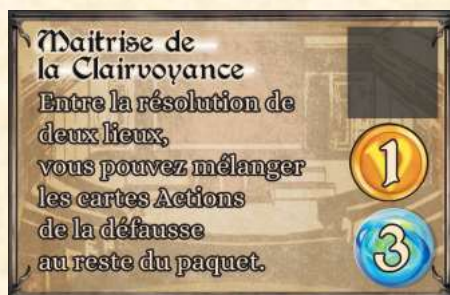 Maitrise de
la Clairvoyance
Entre la résolution de
deux lieux,
vous pouvez mélanger
les cartes Actions
de la défausse
au reste du paquet.
1
3